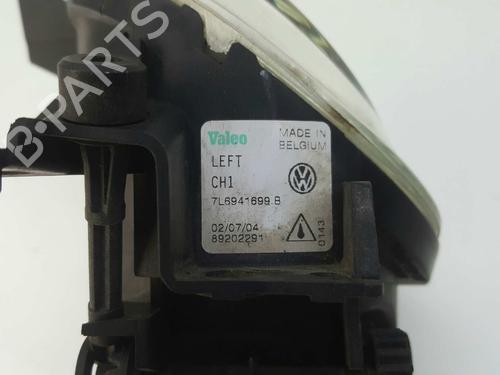 B-PARTS
Valeo
MADE IN
BELGIUM
LEFT
CH1
7L6941699.B
02/07/04
89202291
0143